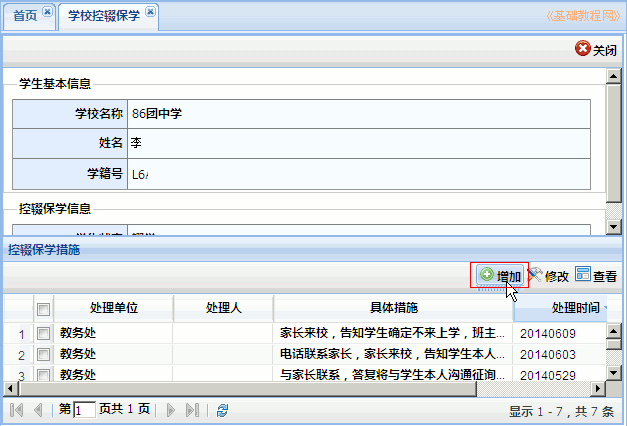 首页 学校控辍保学 《基础教程网》
关闭
学生基本信息
学校名称 86团中学
姓名 李
学籍号 L6
控辍保学信息
控辍保学措施
增加 修改 查看
处理单位 处理人 具体措施 处理时间
1 教务处 家长来校，告知学生确定不来上学，班主... 20140609
2 教务处 电话联系家长，家长来校，告知学生本人... 20140603
3 教务处 与家长联系，答复将与学生本人沟通征询... 20140529
第 1 页共 1 页 显示 1 - 7，共 7 条